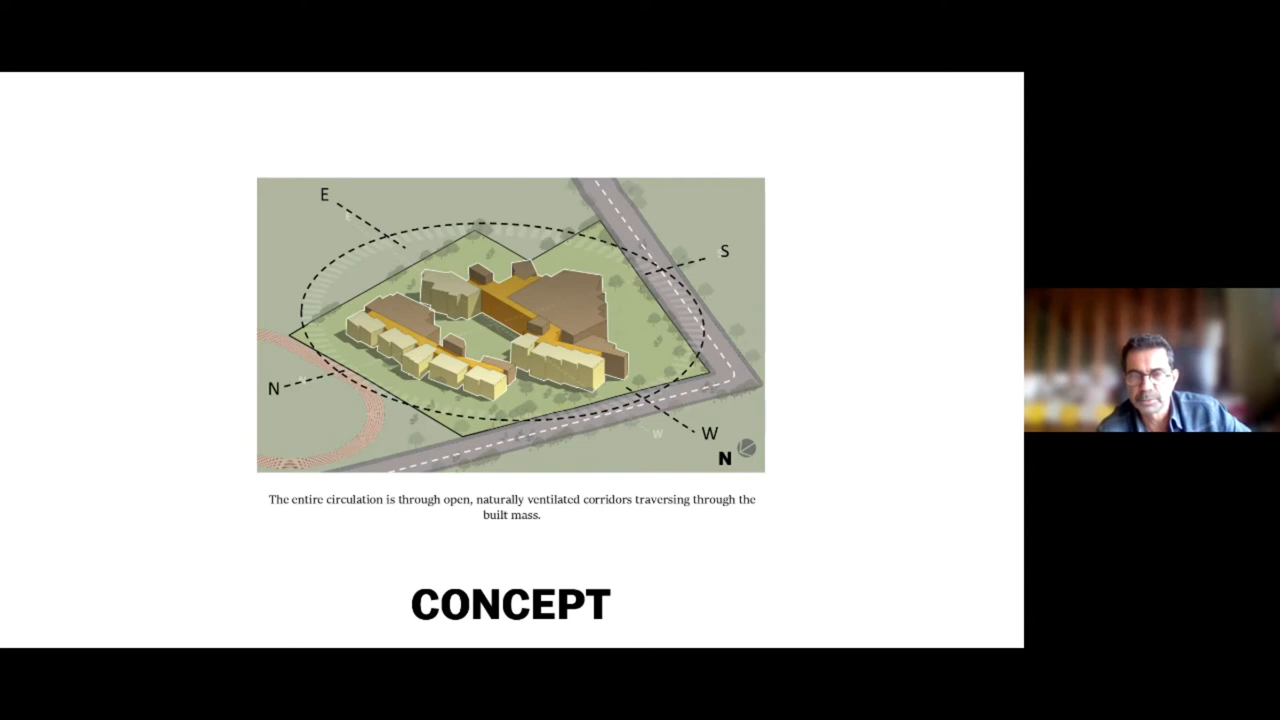 E
S
N
W
W
N
The entire circulation is through open, naturally ventilated corridors traversing through the
built mass.
CONCEPT